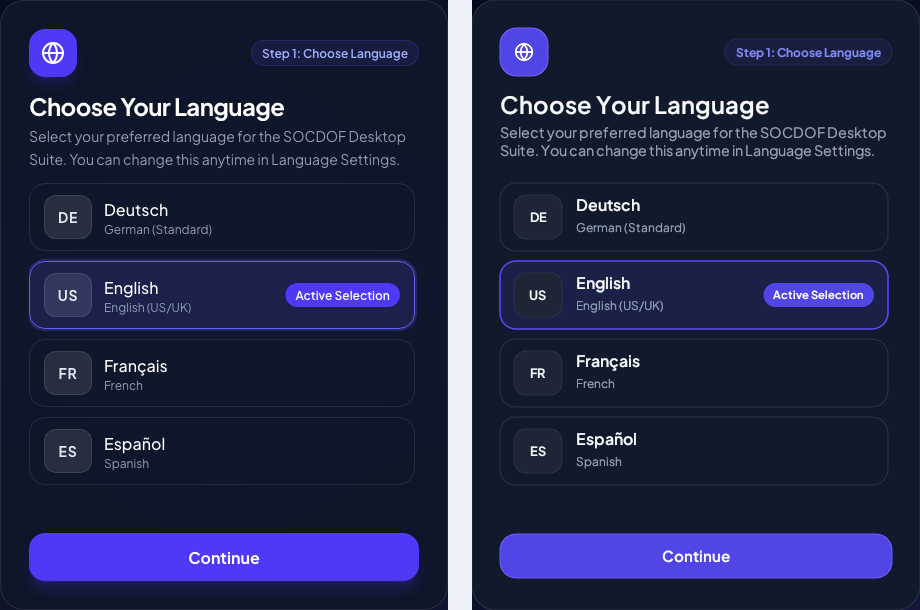 Step 1: Choose Language
Choose Your Language
Select your preferred language for the SOCDOF Desktop
Suite. You can change this anytime in Language Settings.
DE
Deutsch
German (Standard)
US
English
English (US/UK)
Active Selection
FR
Français
French
ES
Español
Spanish
Continue
Step 1: Choose Language
Choose Your Language
Select your preferred language for the SOCDOF Desktop
Suite. You can change this anytime in Language Settings.
DE
Deutsch
German (Standard)
US
English
English (US/UK)
Active Selection
FR
Français
French
ES
Español
Spanish
Continue